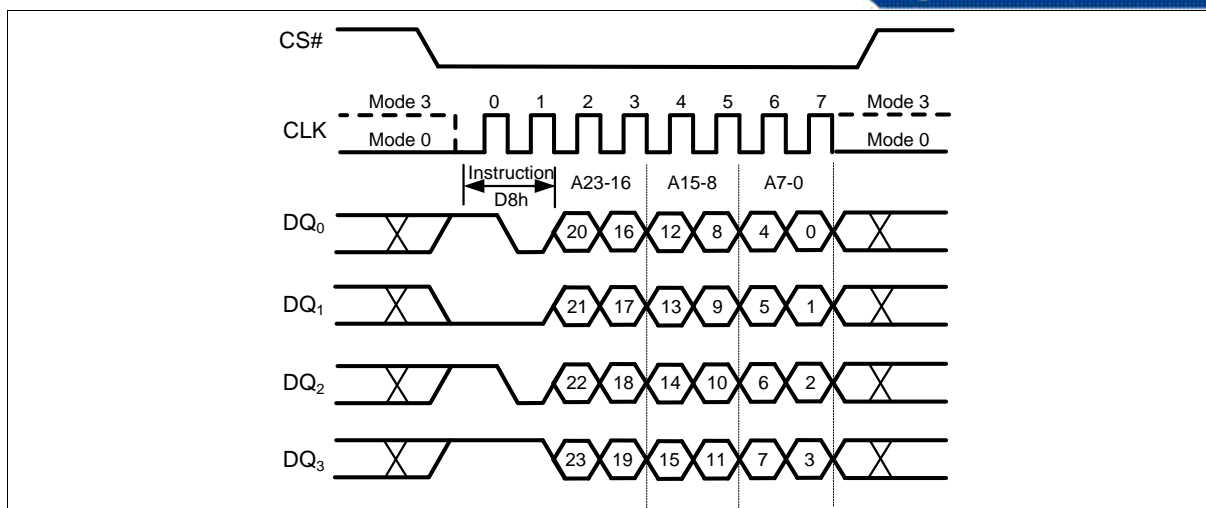 CS#
Mode 3 0 1 2 3 4 5 6 7 Mode 3
CLK
Mode 0 Mode 0
Instruction A23-16 A15-8 A7-0
D8h
DQ0 20 16 12 8 4 0
DQ1 21 17 13 9 5 1
DQ2 22 18 14 10 6 2
DQ3 23 19 15 11 7 3